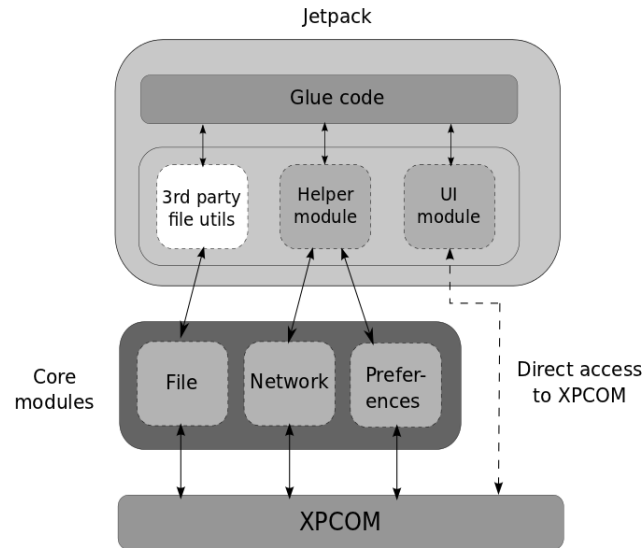 Jetpack
Glue code
3rd party
file utils
Helper
module
UI
module
Core
modules
File
Network
Prefer-
ences
Direct access
to XPCOM
XPCOM